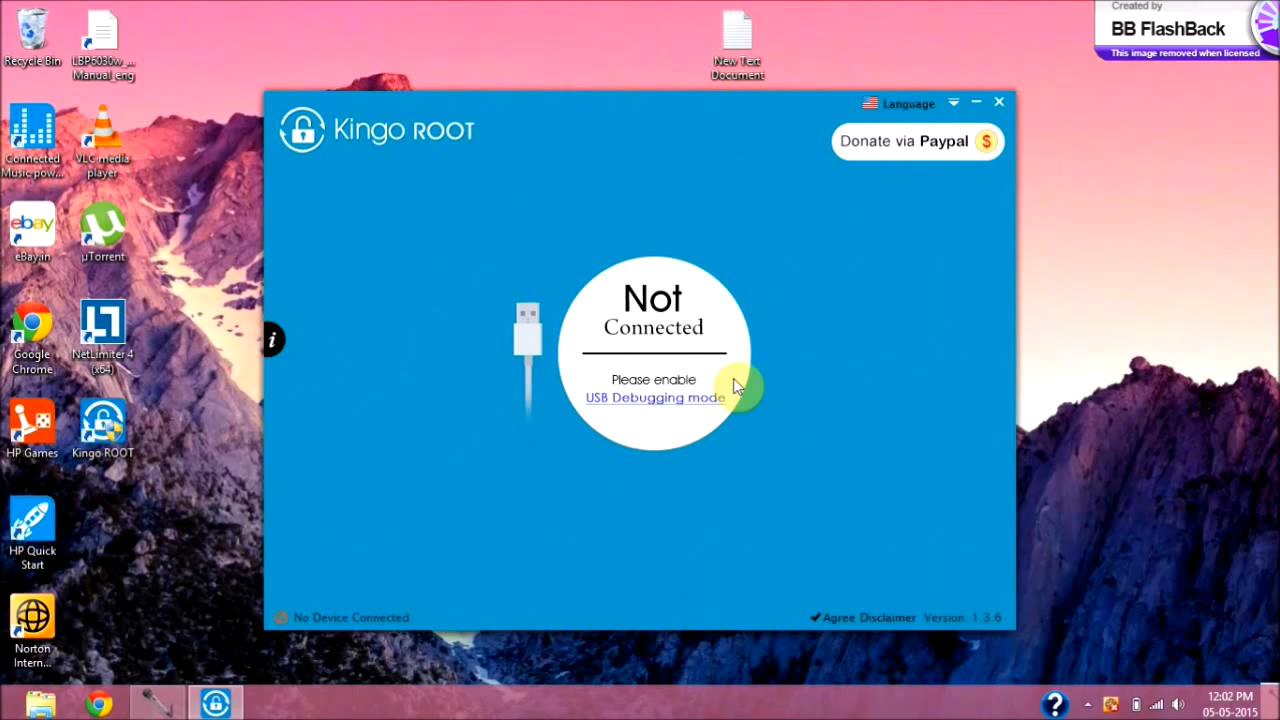 Created by
BB FlashBack
This image removed when licensed
Recycle Bin
LBP6030w_...
Manual_eng
New Text
Document
Language
Kingo ROOT
Donate via Paypal $
Connected
Music pow...
VLC media
player
eBay.in
ebay
µTorrent
Not
Connected
Please enable
USB Debugging mode
i
Google
Chrome
NetLimiter 4
(x64)
HP Games
Kingo ROOT
HP Quick
Start
Norton
Intern...
No Device Connected
Agree Disclaimer
Version: 1.3.6
?
12:02 PM
05-05-2015